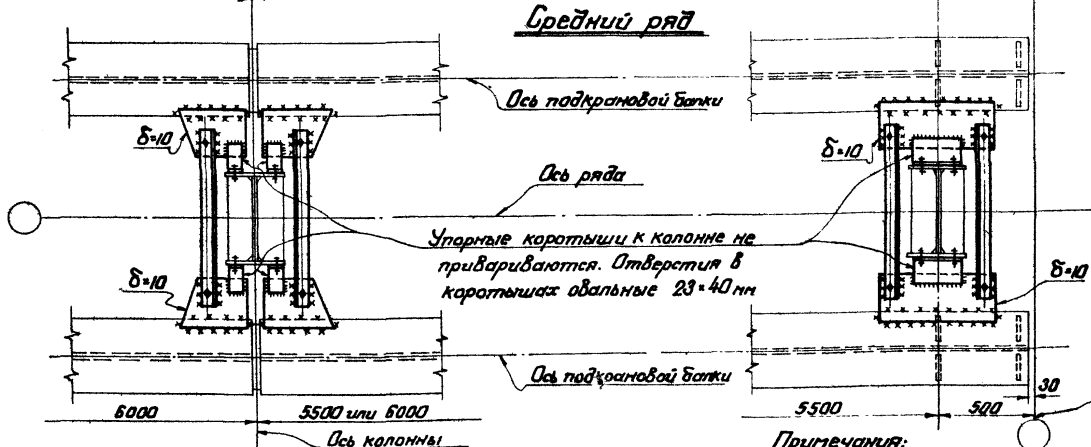 Средний ряд
Ось подкрановой балки
δ=10
δ=10
Ось ряда
Упорные коротыши к колонне не
привариваются. Отверстия в
коротышах овальные 23×40 мм
δ=10
δ=10
Ось подкрановой балки
30
6000
5500 или 6000
5500
500
Ось колонны
Примечания: